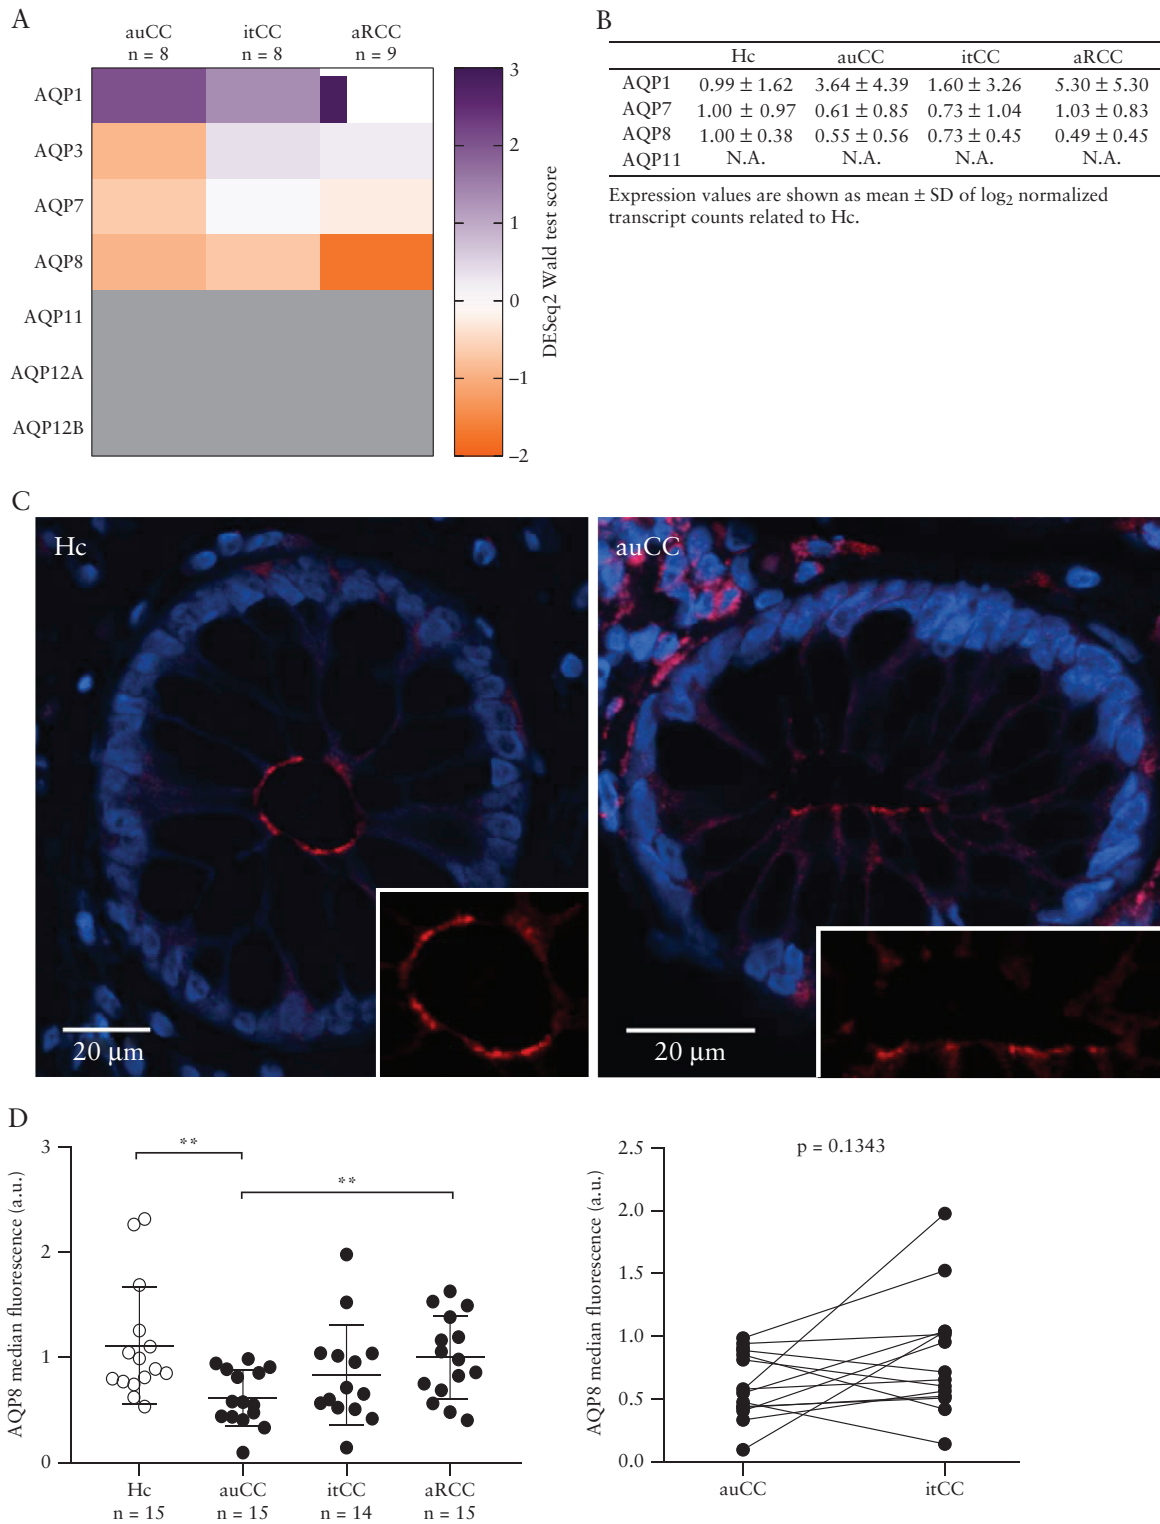 A
auCC itCC aRCC
n = 8 n = 8 n = 9
AQP1
AQP3
AQP7
AQP8
AQP11
AQP12A
AQP12B
3
2
1
0
−1
−2
DESeq2 Wald test score
B
Hc auCC itCC aRCC
AQP1 0.99 ± 1.62 3.64 ± 4.39 1.60 ± 3.26 5.30 ± 5.30
AQP7 1.00 ± 0.97 0.61 ± 0.85 0.73 ± 1.04 1.03 ± 0.83
AQP8 1.00 ± 0.38 0.55 ± 0.56 0.73 ± 0.45 0.49 ± 0.45
AQP11 N.A. N.A. N.A. N.A.
Expression values are shown as mean ± SD of log₂ normalized
transcript counts related to Hc.
C
Hc
20 µm
auCC
20 µm
D
AQP8 median fluorescence (a.u.)
3
2
1
0
**
**
Hc auCC itCC aRCC
n = 15 n = 15 n = 14 n = 15
AQP8 median fluorescence (a.u.)
p = 0.1343
2.5
2.0
1.5
1.0
0.5
0.0
auCC itCC